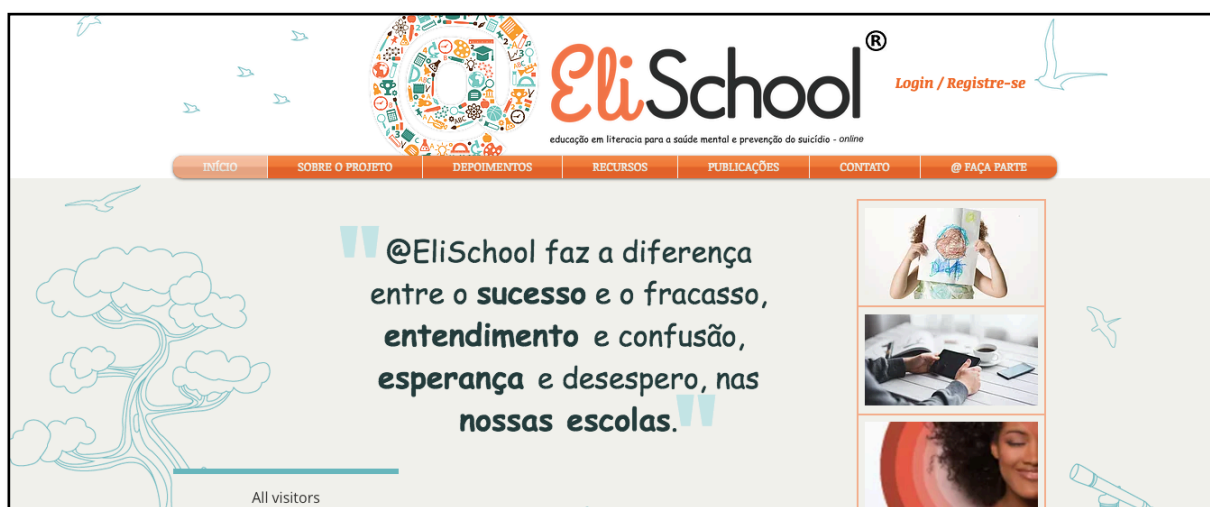 EliSchool®
Login / Registre-se
educação em literacia para a saúde mental e prevenção do suicídio - online
INÍCIO SOBRE O PROJETO DEPOIMENTOS RECURSOS PUBLICAÇÕES CONTATO @ FAÇA PARTE
"@EliSchool faz a diferença
entre o sucesso e o fracasso,
entendimento e confusão,
esperança e desespero, nas
nossas escolas."
All visitors